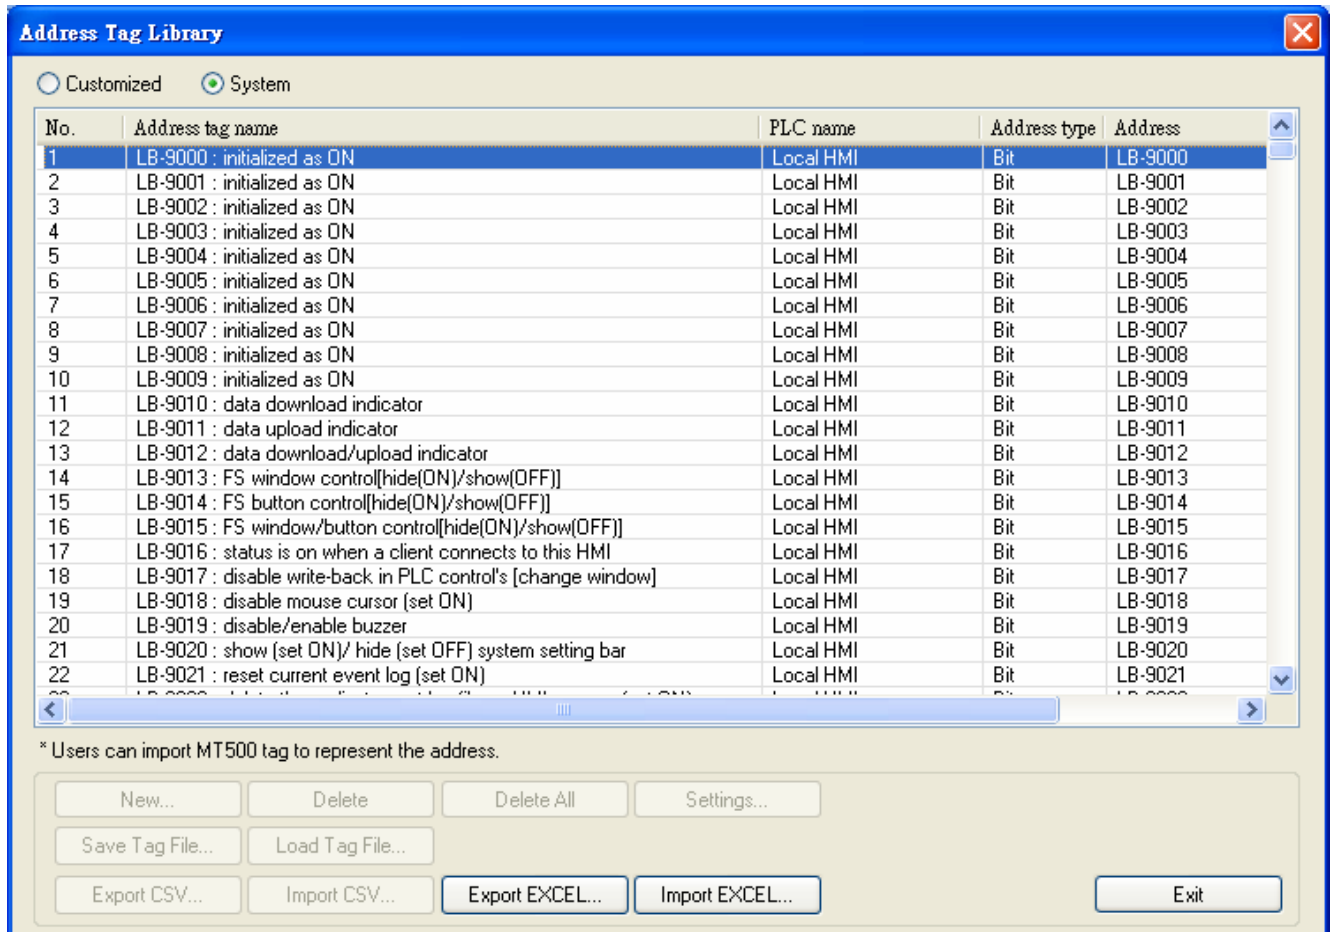 Address Tag Library
Customized System
No. Address tag name PLC name Address type Address
1 LB-9000 : initialized as ON Local HMI Bit LB-9000
2 LB-9001 : initialized as ON Local HMI Bit LB-9001
3 LB-9002 : initialized as ON Local HMI Bit LB-9002
4 LB-9003 : initialized as ON Local HMI Bit LB-9003
5 LB-9004 : initialized as ON Local HMI Bit LB-9004
6 LB-9005 : initialized as ON Local HMI Bit LB-9005
7 LB-9006 : initialized as ON Local HMI Bit LB-9006
8 LB-9007 : initialized as ON Local HMI Bit LB-9007
9 LB-9008 : initialized as ON Local HMI Bit LB-9008
10 LB-9009 : initialized as ON Local HMI Bit LB-9009
11 LB-9010 : data download indicator Local HMI Bit LB-9010
12 LB-9011 : data upload indicator Local HMI Bit LB-9011
13 LB-9012 : data download/upload indicator Local HMI Bit LB-9012
14 LB-9013 : FS window control[hide(ON)/show(OFF)] Local HMI Bit LB-9013
15 LB-9014 : FS button control[hide(ON)/show(OFF)] Local HMI Bit LB-9014
16 LB-9015 : FS window/button control[hide(ON)/show(OFF)] Local HMI Bit LB-9015
17 LB-9016 : status is on when a client connects to this HMI Local HMI Bit LB-9016
18 LB-9017 : disable write-back in PLC control's [change window] Local HMI Bit LB-9017
19 LB-9018 : disable mouse cursor (set ON) Local HMI Bit LB-9018
20 LB-9019 : disable/enable buzzer Local HMI Bit LB-9019
21 LB-9020 : show (set ON)/ hide (set OFF) system setting bar Local HMI Bit LB-9020
22 LB-9021 : reset current event log (set ON) Local HMI Bit LB-9021
* Users can import MT500 tag to represent the address.
New... Delete Delete All Settings...
Save Tag File... Load Tag File...
Export CSV... Import CSV... Export EXCEL... Import EXCEL... Exit